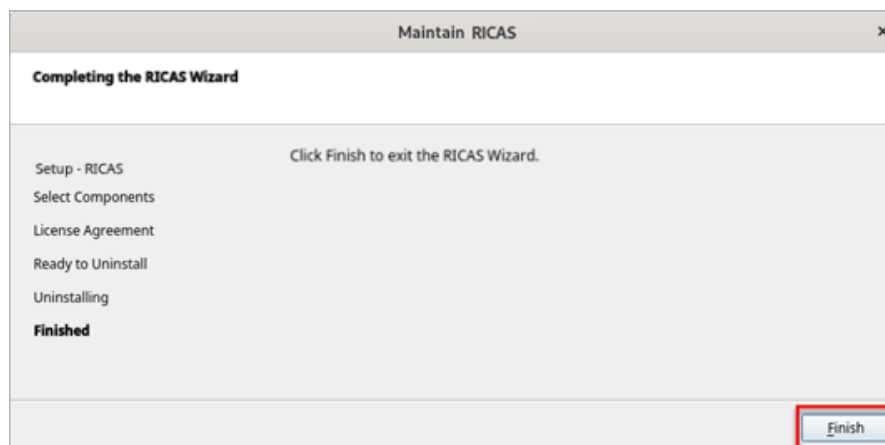 Maintain RICAS
Completing the RICAS Wizard
Click Finish to exit the RICAS Wizard.
Setup - RICAS
Select Components
License Agreement
Ready to Uninstall
Uninstalling
Finished
Finish